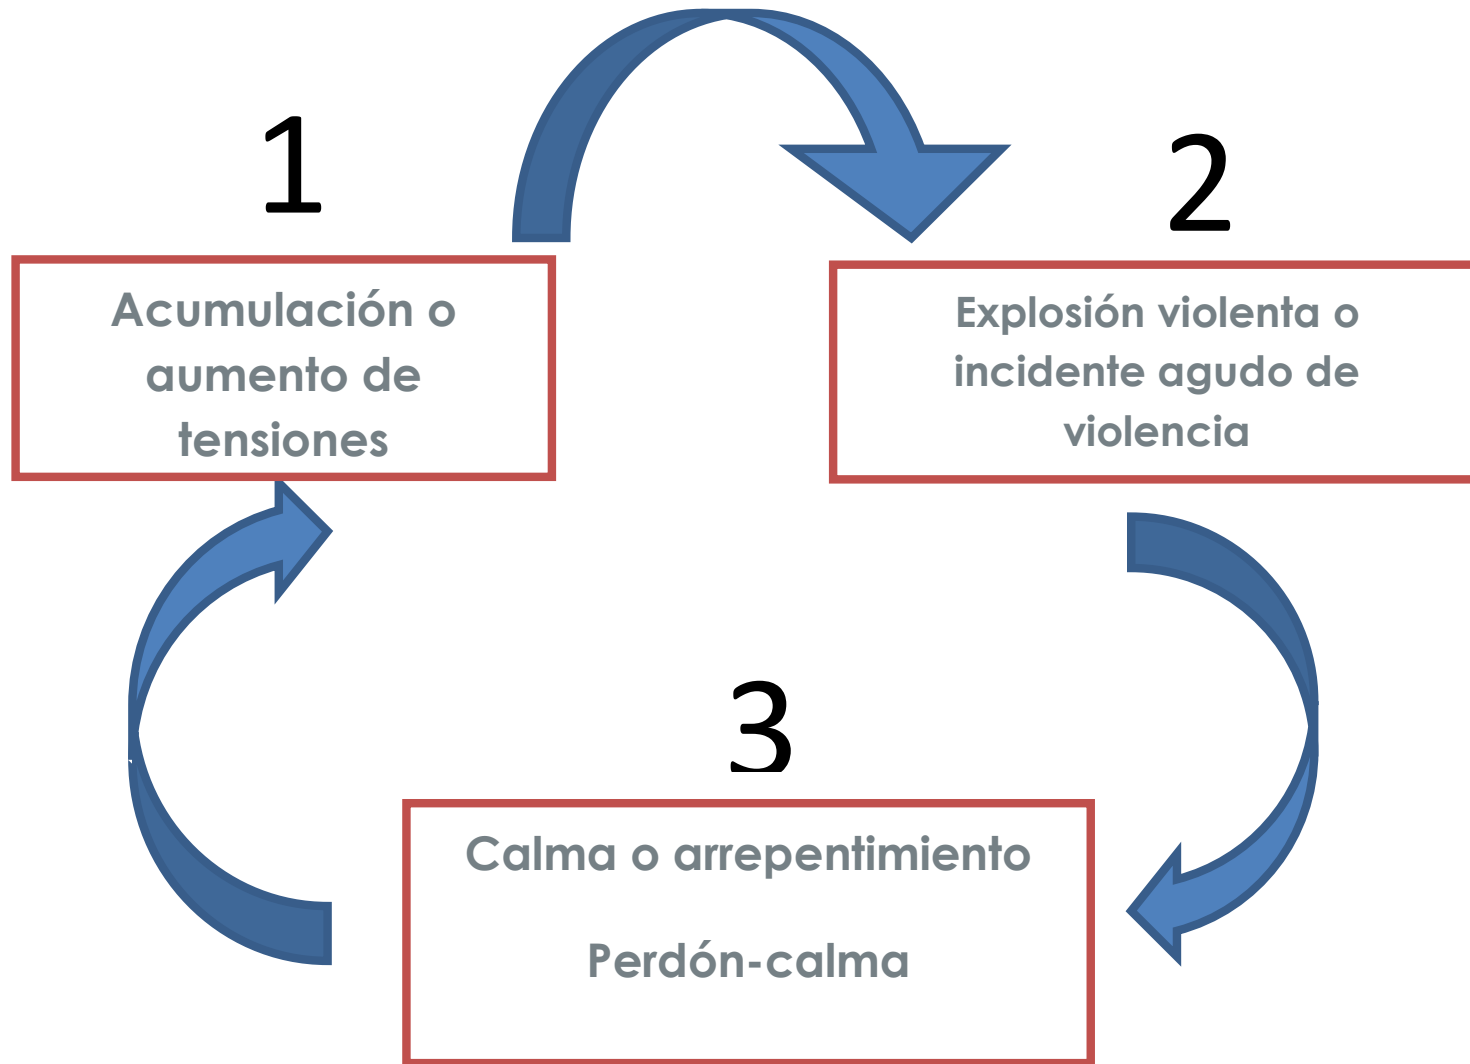 1
Acumulación o
aumento de
tensiones
2
Explosión violenta o
incidente agudo de
violencia
3
Calma o arrepentimiento
Perdón-calma